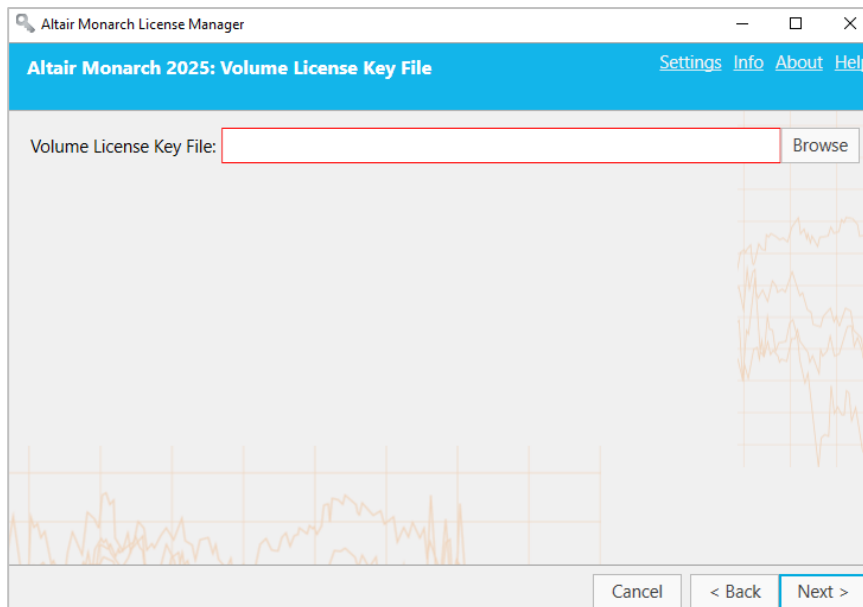 Altair Monarch License Manager
Altair Monarch 2025: Volume License Key File
Settings Info About Help
Volume License Key File:
Browse
Cancel
< Back
Next >